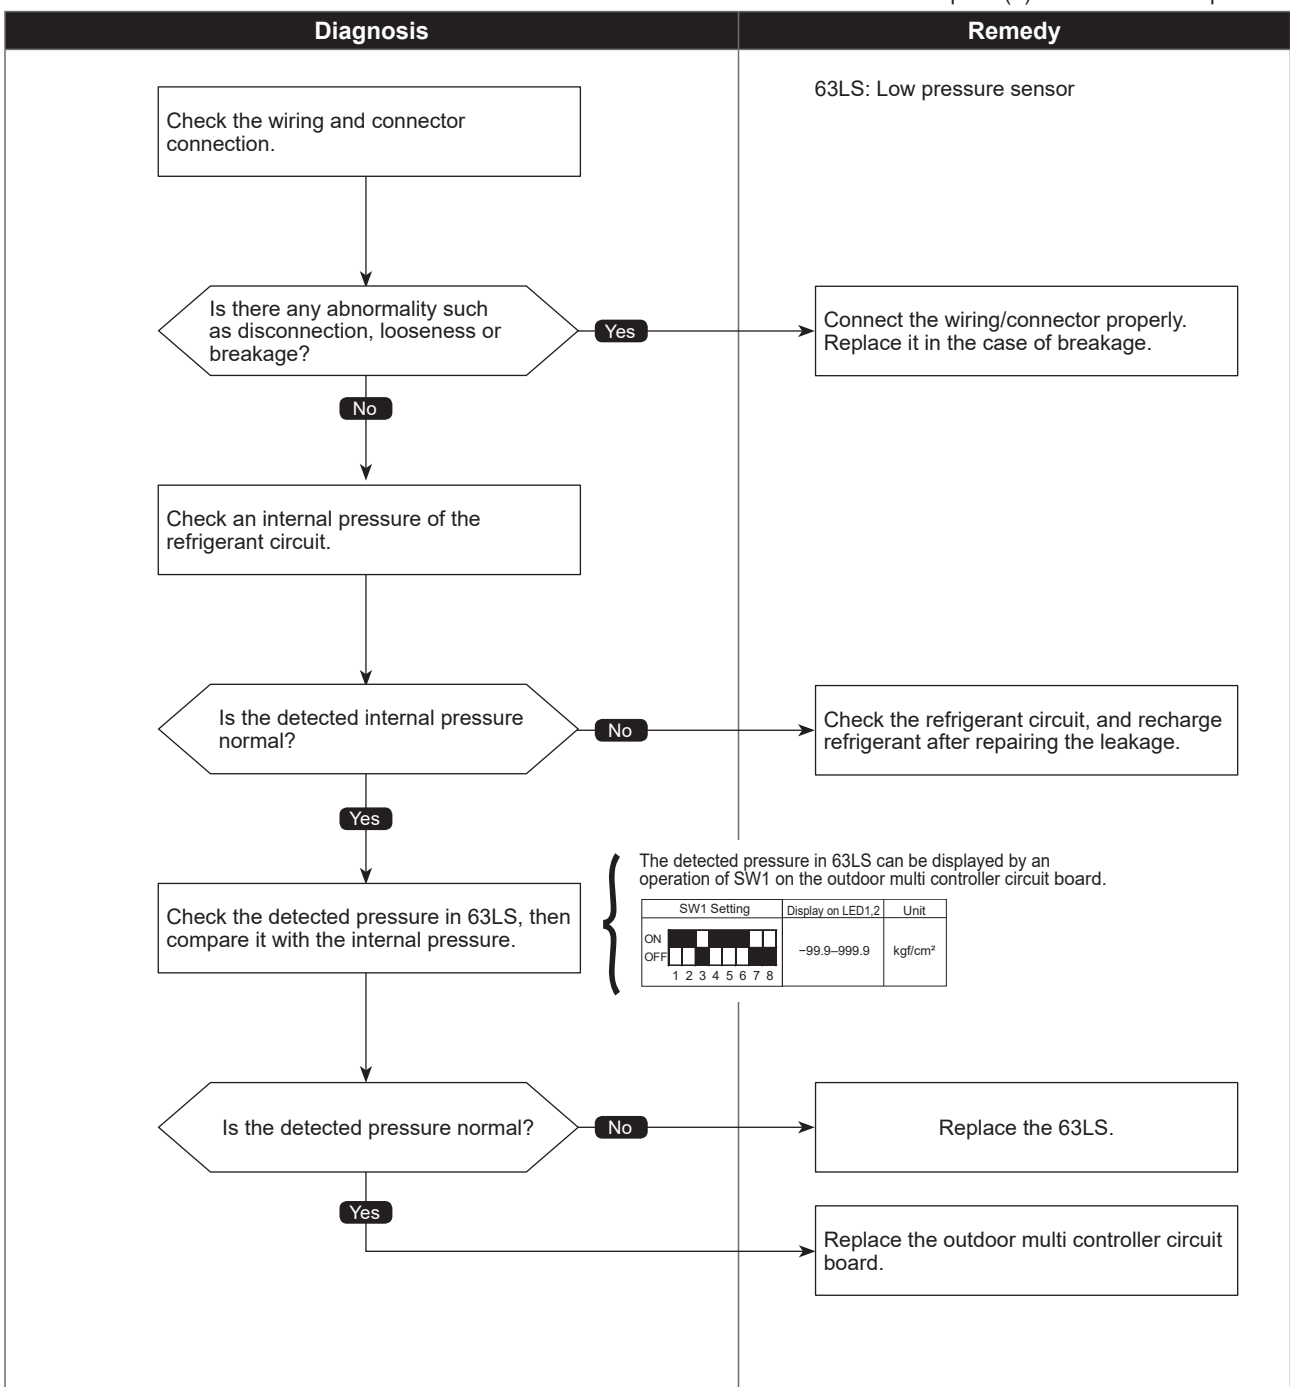 Diagnosis
Remedy
63LS: Low pressure sensor
Check the wiring and connector
connection.
Is there any abnormality such
as disconnection, looseness or
breakage?
Yes
Connect the wiring/connector properly.
Replace it in the case of breakage.
No
Check an internal pressure of the
refrigerant circuit.
Is the detected internal pressure
normal?
No
Check the refrigerant circuit, and recharge
refrigerant after repairing the leakage.
Yes
Check the detected pressure in 63LS, then
compare it with the internal pressure.
The detected pressure in 63LS can be displayed by an
operation of SW1 on the outdoor multi controller circuit board.
SW1 Setting
Display on LED1,2
Unit
ON
OFF
1 2 3 4 5 6 7 8
−99.9–999.9
kgf/cm²
Is the detected pressure normal?
No
Replace the 63LS.
Yes
Replace the outdoor multi controller circuit
board.